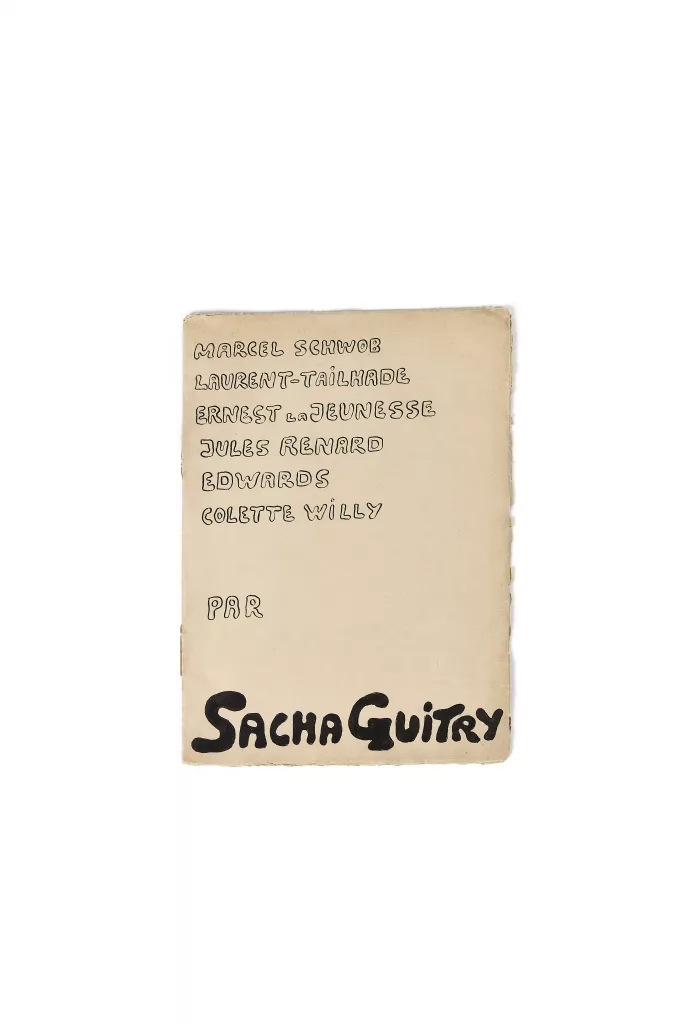 MARCEL SCHWOB
LAURENT-TAiLHADE
ERNEST La JEUNESSE
JULES RENARD
EDWARDS
COLETTE WiLLY
PAR
SACHA GUiTRY